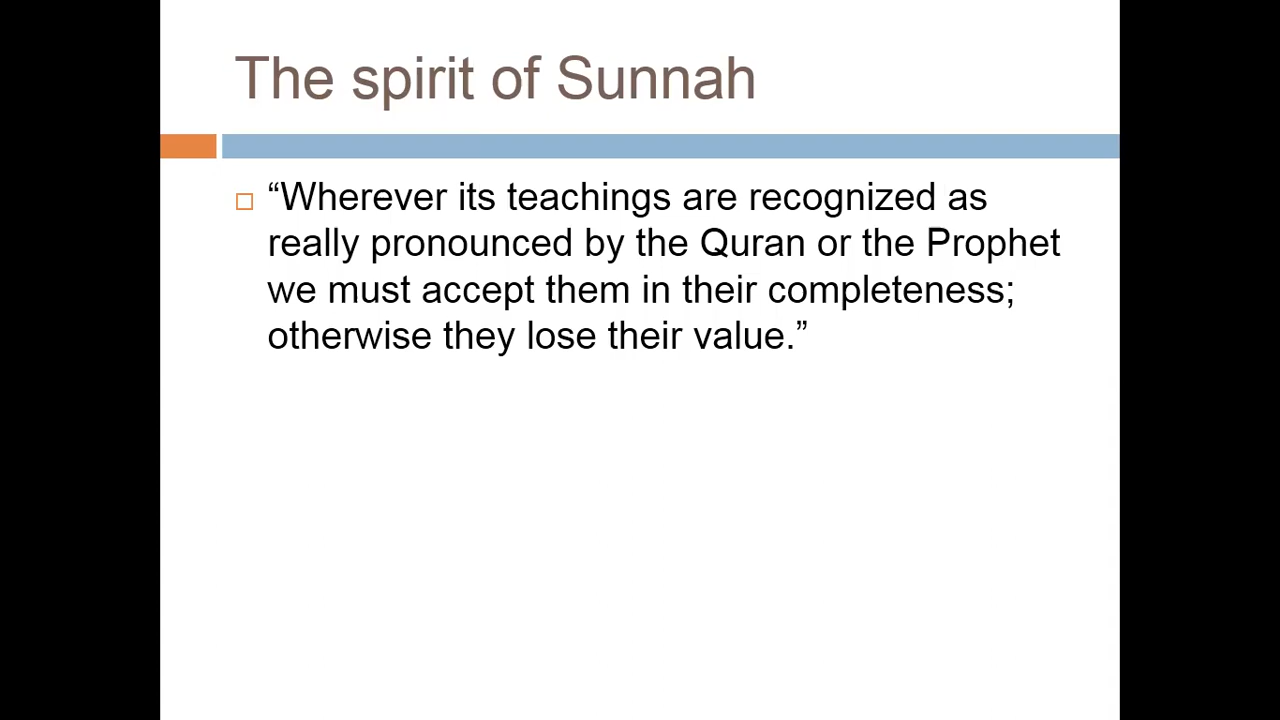 The spirit of Sunnah
“Wherever its teachings are recognized as
really pronounced by the Quran or the Prophet
we must accept them in their completeness;
otherwise they lose their value.”